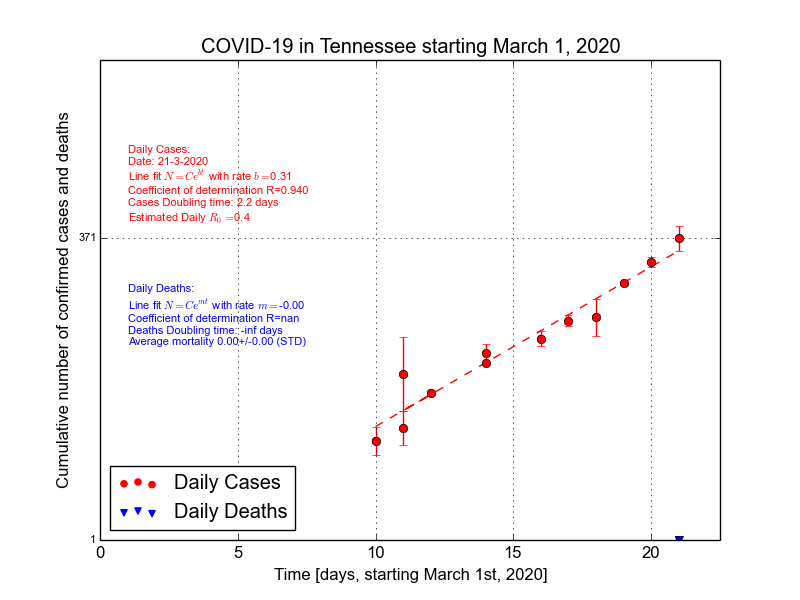 COVID-19 in Tennessee starting March 1, 2020
Cumulative number of confirmed cases and deaths
Daily Cases:
Date: 21-3-2020
Line fit N = Ce^{bt} with rate b =0.31
Coefficient of determination R=0.940
Cases Doubling time: 2.2 days
Estimated Daily R_0 =0.4
371
Daily Deaths:
Line fit N = Ce^{mt} with rate m =-0.00
Coefficient of determination R=nan
Deaths Doubling time: -inf days
Average mortality 0.00+/-0.00 (STD)
Daily Cases
Daily Deaths
1
0 5 10 15 20
Time [days, starting March 1st, 2020]